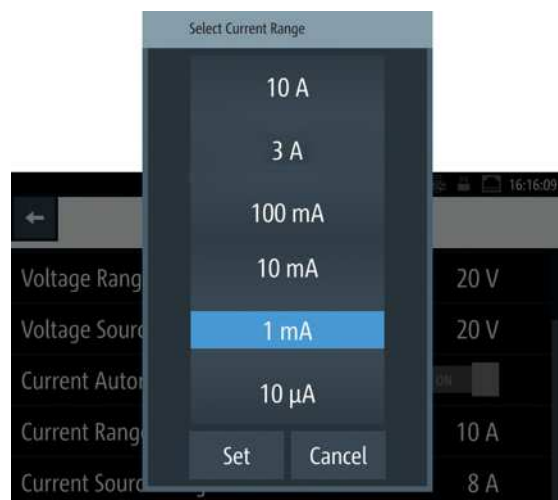 Select Current Range
10 A
3 A
100 mA
10 mA
1 mA
10 µA
Set Cancel
16:16:09
Voltage Rang 20 V
Voltage Sourc 20 V
Current Autor ON
Current Rang 10 A
Current Sourc 8 A